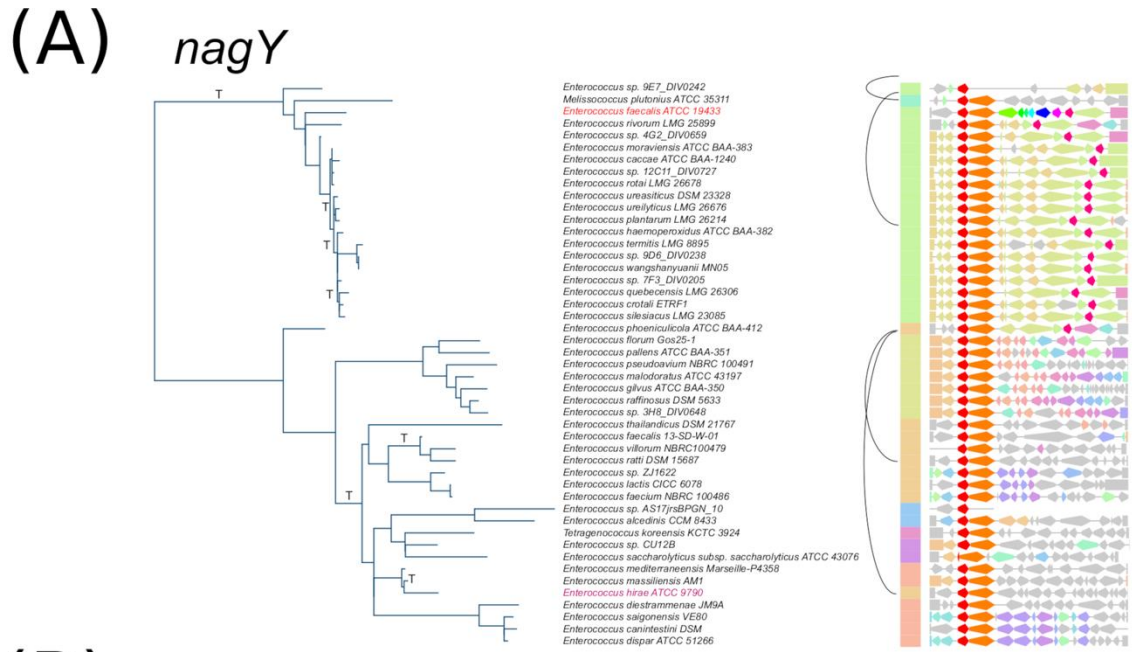 (A) nagY
T
Enterococcus sp. 9E7_DIV0242
Melissococcus plutonius ATCC 35311
Enterococcus faecalis ATCC 19433
Enterococcus rivorum LMG 25899
Enterococcus sp. 4G2_DIV0659
Enterococcus moraviensis ATCC BAA-383
Enterococcus caccae ATCC BAA-1240
Enterococcus sp. 12C11_DIV0727
Enterococcus rotai LMG 26678
Enterococcus ureasiticus DSM 23328
T Enterococcus ureilyticus LMG 26676
Enterococcus plantarum LMG 26214
Enterococcus haemoperoxidus ATCC BAA-382
T Enterococcus termitis LMG 8895
Enterococcus sp. 9D6_DIV0238
Enterococcus wangshanyuanii MN05
Enterococcus sp. 7F3_DIV0205
T Enterococcus quebecensis LMG 26306
Enterococcus crotali ETRF1
Enterococcus silesiacus LMG 23085
Enterococcus phoeniculicola ATCC BAA-412
Enterococcus florum Gos25-1
Enterococcus pallens ATCC BAA-351
Enterococcus pseudoavium NBRC 100491
Enterococcus malodoratus ATCC 43197
Enterococcus gilvus ATCC BAA-350
Enterococcus raffinosus DSM 5633
Enterococcus sp. 3H8_DIV0648
Enterococcus thailandicus DSM 21767
T Enterococcus faecalis 13-SD-W-01
Enterococcus villorum NBRC100479
Enterococcus ratti DSM 15687
Enterococcus sp. ZJ1622
Enterococcus lactis CICC 6078
T Enterococcus faecium NBRC 100486
Enterococcus sp. AS17jrsBPGN_10
Enterococcus alcedinis CCM 8433
Tetragenococcus koreensis KCTC 3924
Enterococcus sp. CU12B
Enterococcus saccharolyticus subsp. saccharolyticus ATCC 43076
Enterococcus mediterraneensis Marseille-P4358
T Enterococcus massiliensis AM1
Enterococcus hirae ATCC 9790
Enterococcus diestrammenae JM9A
Enterococcus saigonensis VE80
Enterococcus canintestini DSM
Enterococcus dispar ATCC 51266